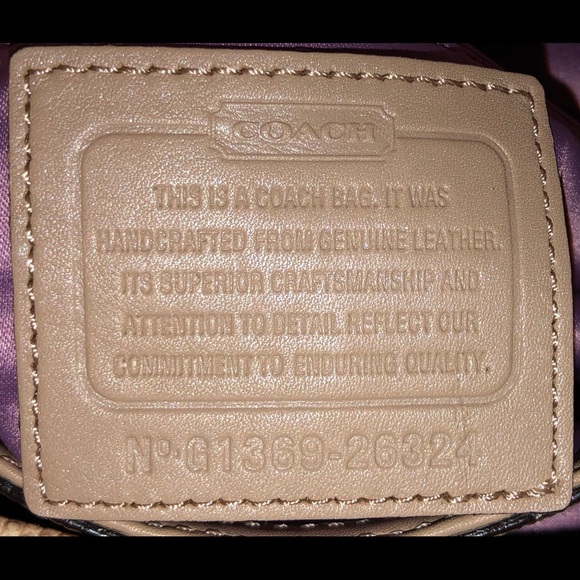 COACH
THIS IS A COACH BAG. IT WAS
HANDCRAFTED FROM GENUINE LEATHER.
ITS SUPERIOR CRAFTSMANSHIP AND
ATTENTION TO DETAIL REFLECT OUR
COMMITMENT TO ENDURING QUALITY.
Nº·G1369-26324